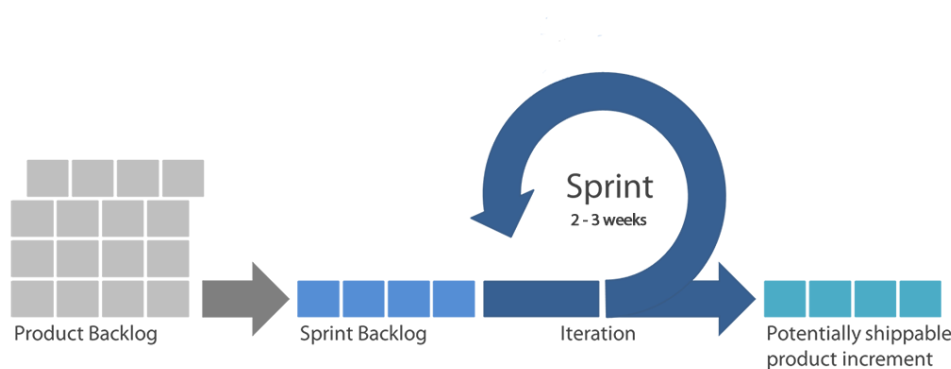 Sprint
2 - 3 weeks
Product Backlog
Sprint Backlog
Iteration
Potentially shippable
product increment